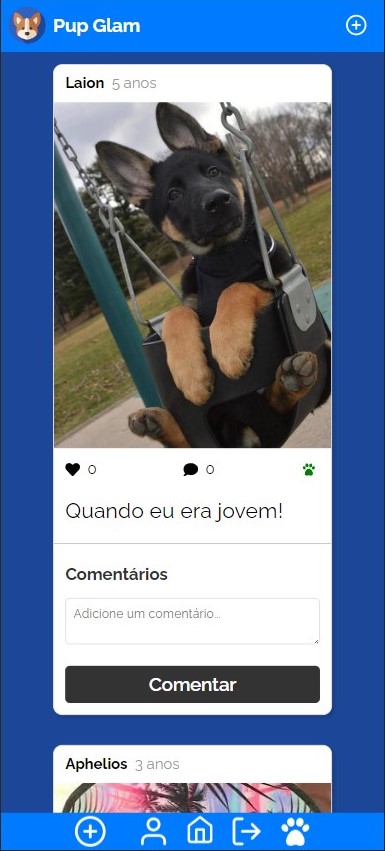 Pup Glam
Laion 5 anos
0 0
Quando eu era jovem!
Comentários
Adicione um comentário...
Comentar
Aphelios 3 anos